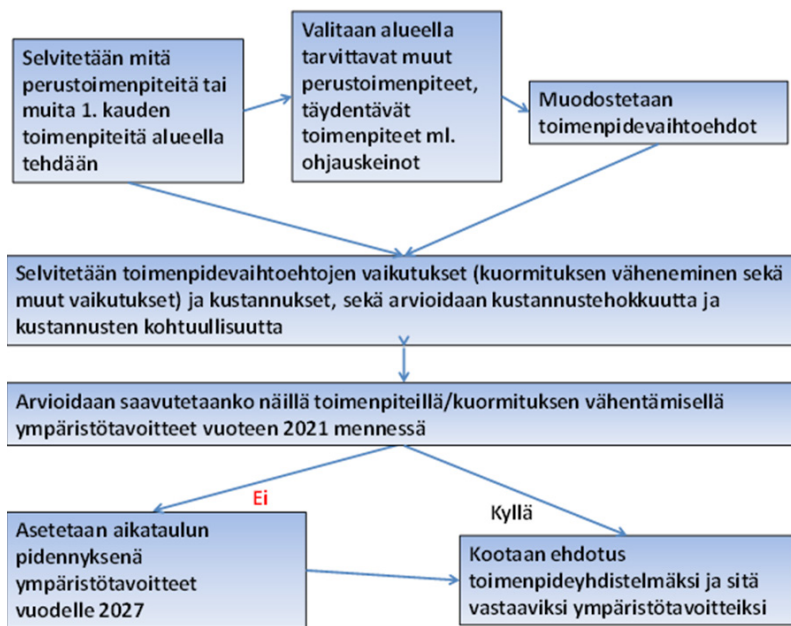 Selvitetään mitä
perustoimenpiteitä tai
muita 1. kauden
toimenpiteitä alueella
tehdään
Valitaan alueella
tarvittavat muut
perustoimenpiteet,
täydentävät
toimenpiteet ml.
ohjauskeinot
Muodostetaan
toimenpidevaihtoehdot
Selvitetään toimenpidevaihtoehtojen vaikutukset (kuormituksen väheneminen sekä
muut vaikutukset) ja kustannukset, sekä arvioidaan kustannustehokkuutta ja
kustannusten kohtuullisuutta
Arvioidaan saavutetaanko näillä toimenpiteillä/kuormituksen vähentämisellä
ympäristötavoitteet vuoteen 2021 mennessä
Ei
Kyllä
Asetetaan aikataulun
pidennyksenä
ympäristötavoitteet
vuodelle 2027
Kootaan ehdotus
toimenpideyhdistelmäksi ja sitä
vastaaviksi ympäristötavoitteiksi